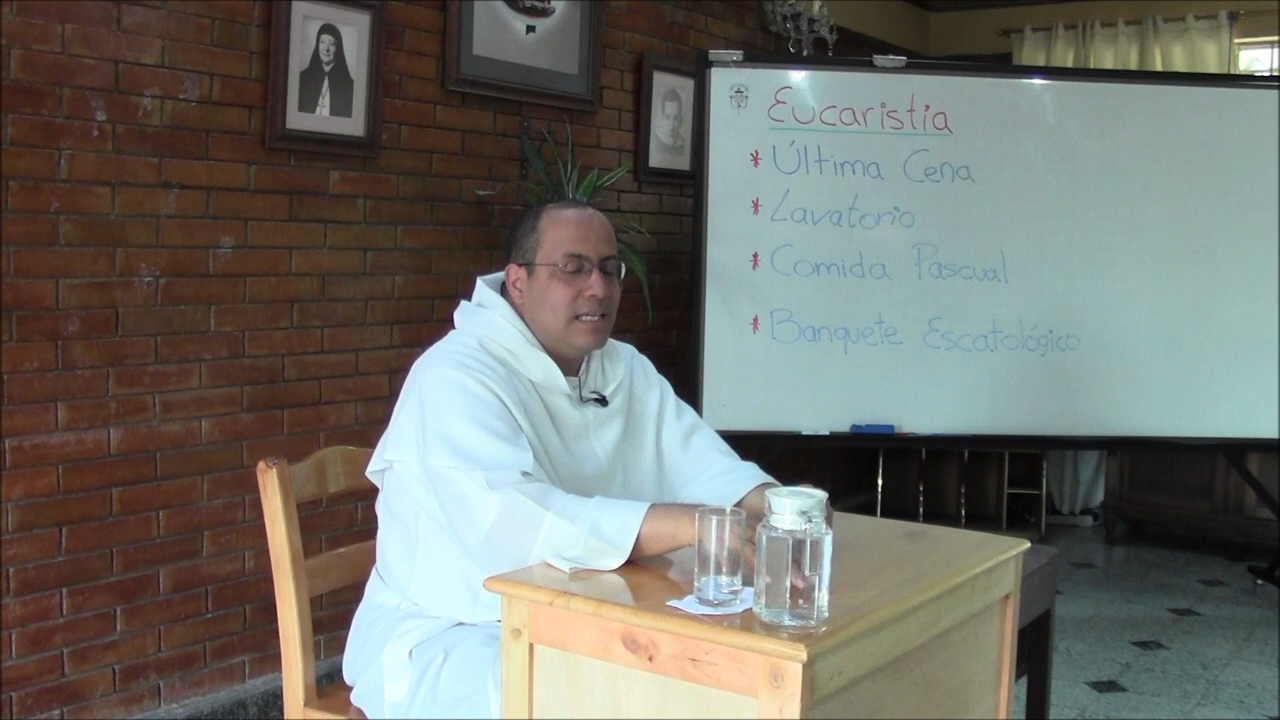 Eucaristía
* Última Cena
* Lavatorio
* Comida Pascual
* Banquete Escatológico